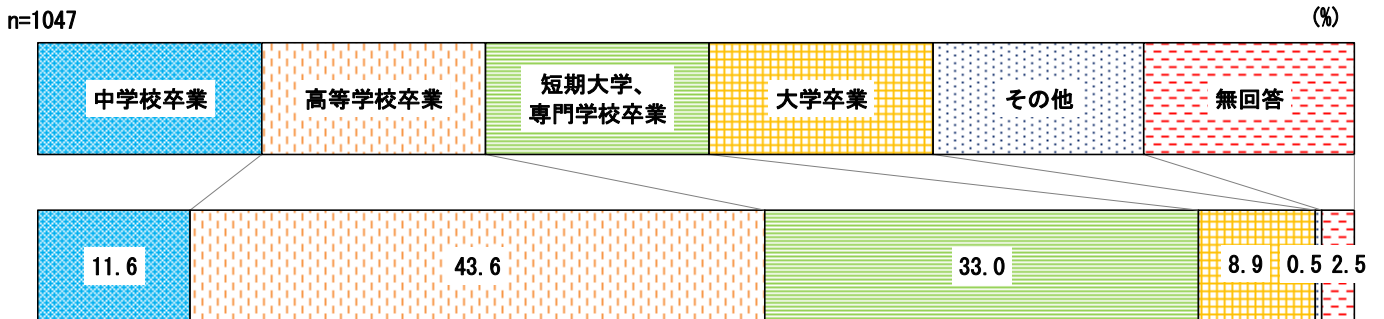 n=1047
(%)
中学校卒業
高等学校卒業
短期大学、
専門学校卒業
大学卒業
その他
無回答
11.6
43.6
33.0
8.9
0.5
2.5